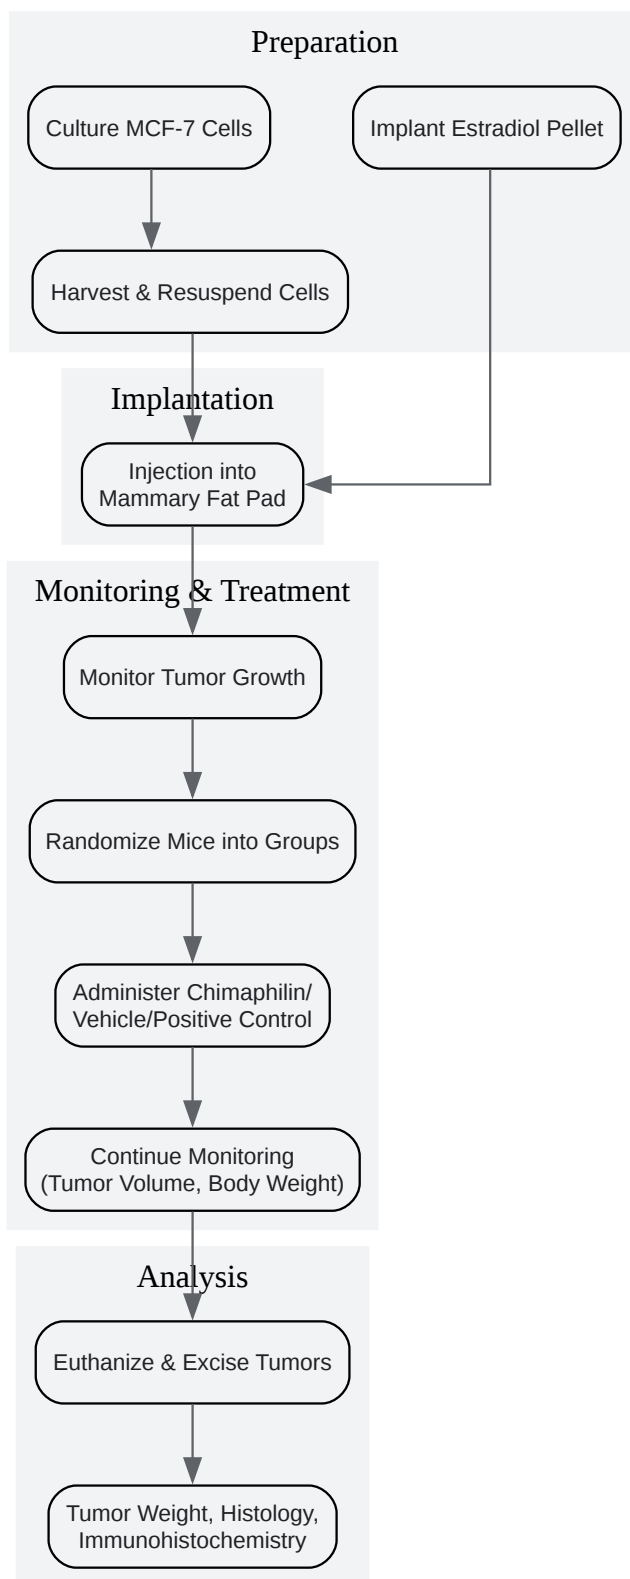 Preparation
Culture MCF-7 Cells
Implant Estradiol Pellet
Harvest & Resuspend Cells
Implantation
Injection into
Mammary Fat Pad
Monitoring & Treatment
Monitor Tumor Growth
Randomize Mice into Groups
Administer Chimaphilin/
Vehicle/Positive Control
Continue Monitoring
(Tumor Volume, Body Weight)
Analysis
Euthanize & Excise Tumors
Tumor Weight, Histology,
Immunohistochemistry